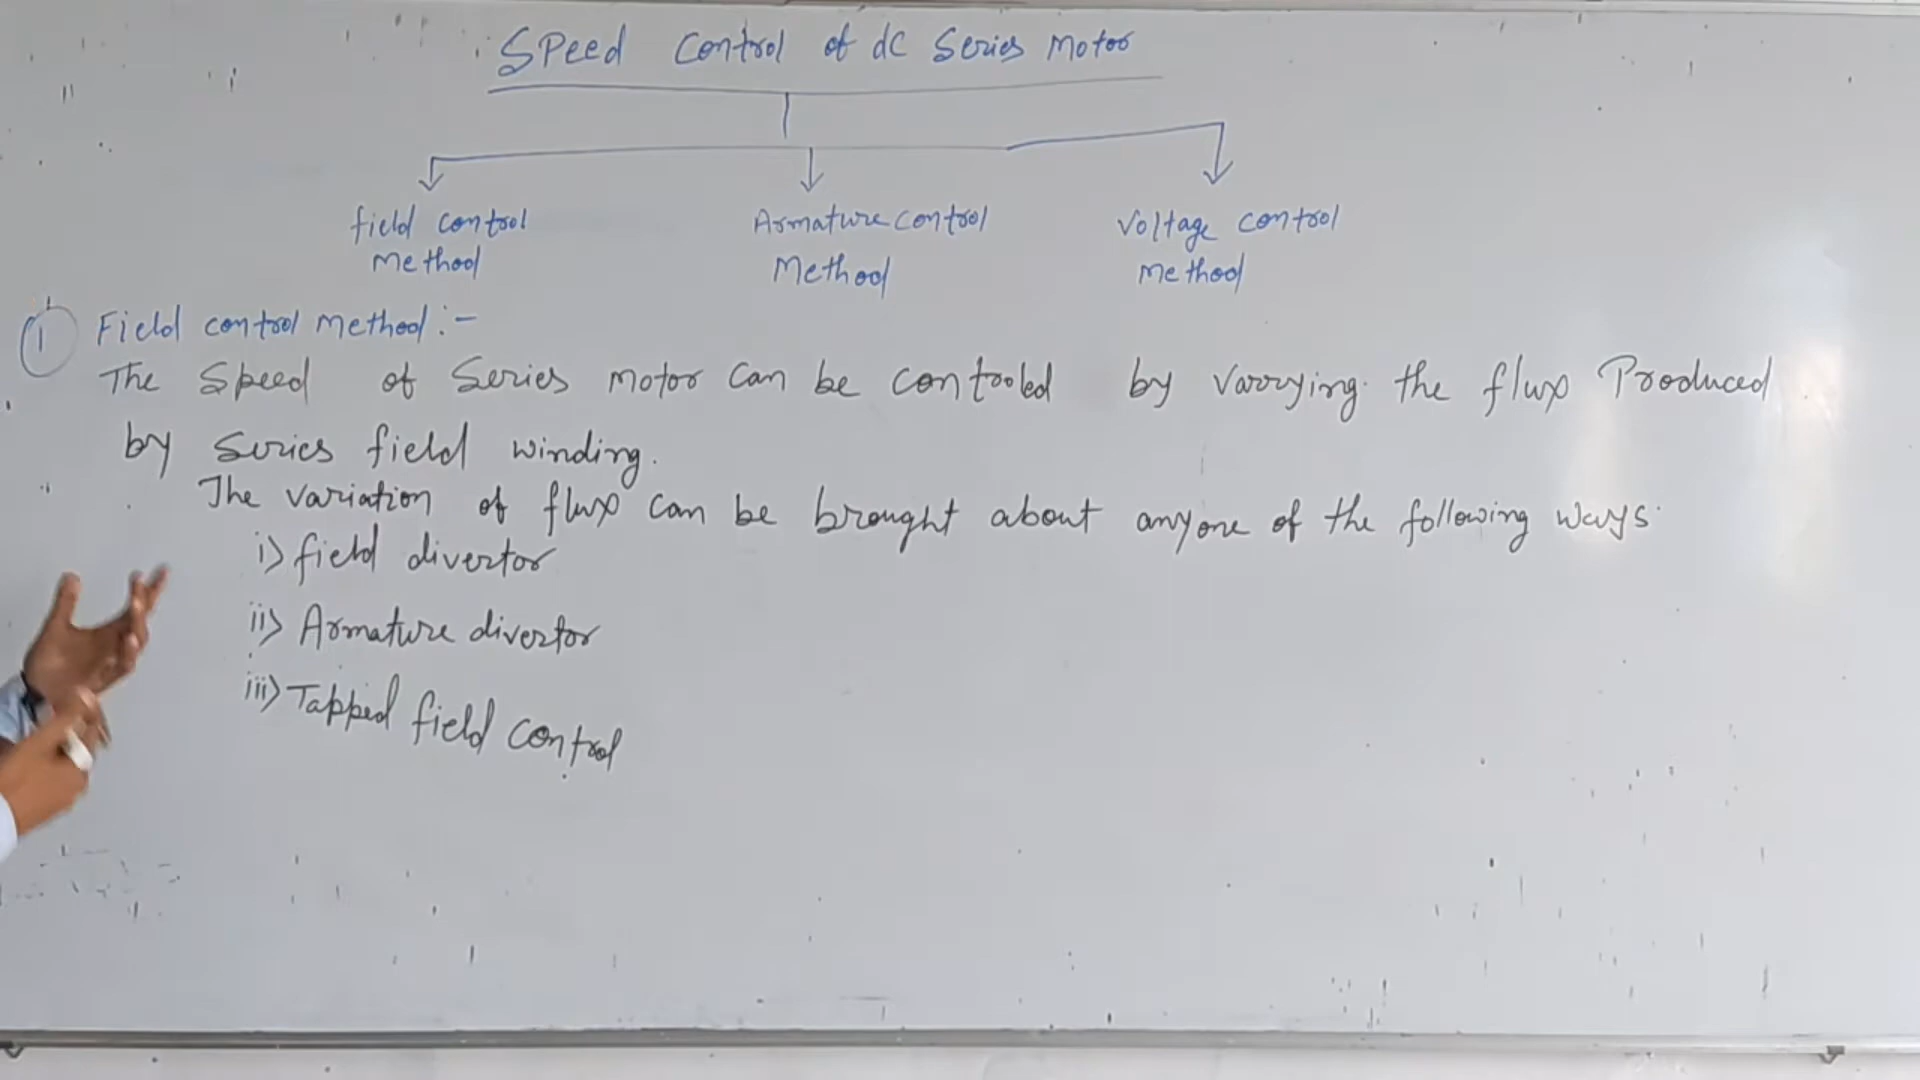 Speed Control of dC Series Motor
field control Method
Armature control Method
Voltage control Method
1 Field control Method :-
The Speed of Series motor can be controled by varrying the flux Produced
by Series field winding.
The variation of flux can be brought about anyone of the following ways.
i) field divertor
ii) Armature divertor
iii) Tapped field control